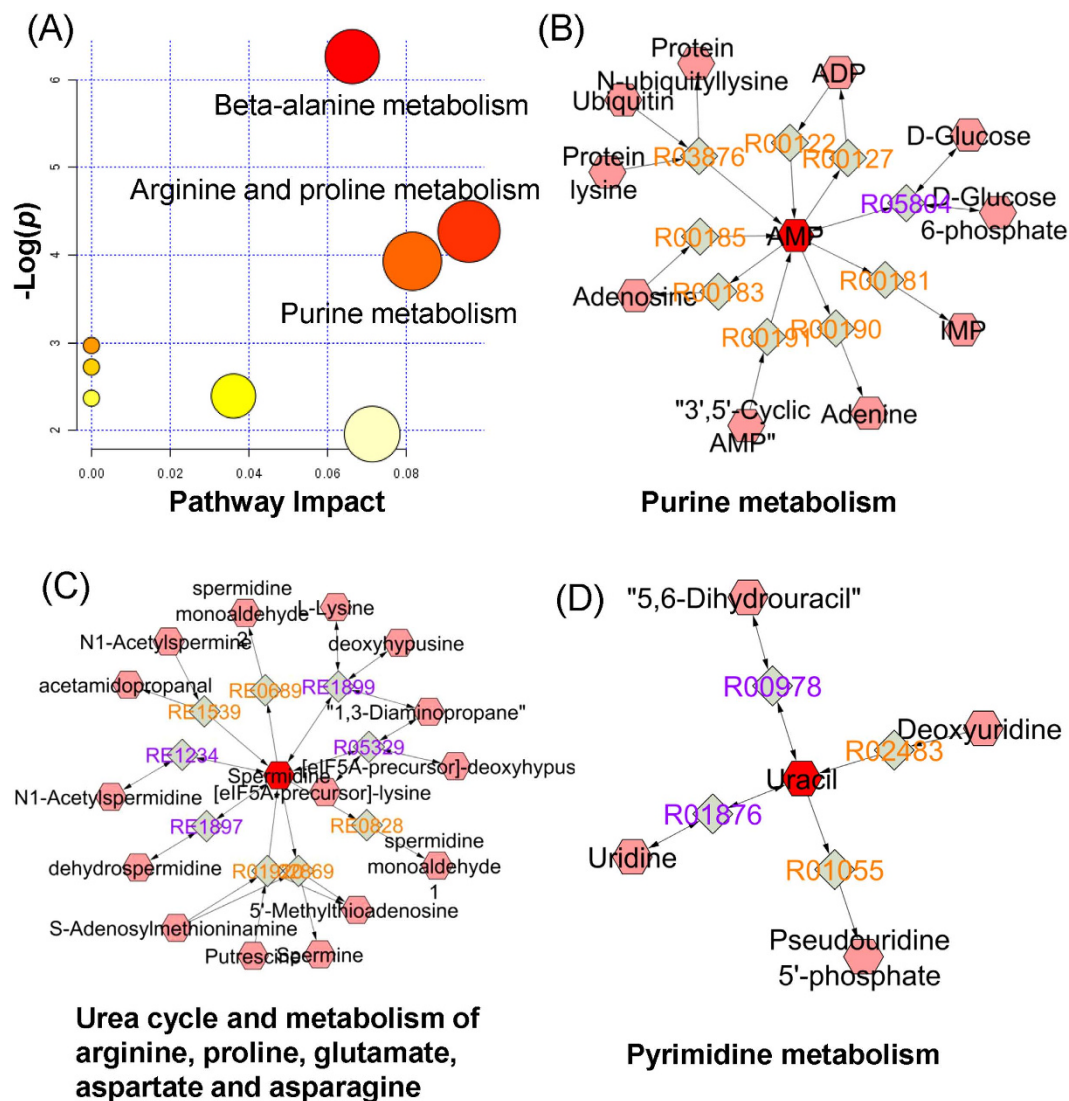 (A)
6
5
4
3
2
-Log(p)
Beta-alanine metabolism
Arginine and proline metabolism
Purine metabolism
0.00
0.02
0.04
0.06
0.08
Pathway Impact
(B)
Protein
N-ubiquityllysine
Ubiquitin
Protein
lysine
ADP
D-Glucose
D-Glucose
6-phosphate
R03876
R00122
R00127
R05804
AMP
R00185
R00183
R00181
Adenosine
R00191
R00190
IMP
"3',5'-Cyclic
AMP"
Adenine
Purine metabolism
(C)
spermidine
monoaldehyde
2
L-Lysine
N1-Acetylspermine
deoxyhypusine
acetamidopropanal
RE0689
RE1899
RE1539
"1,3-Diaminopropane"
RE1234
R05329
Spermidine
[eIF5A-precursor]-deoxyhypus
N1-Acetylspermidine
[eIF5A-precursor]-lysine
RE1897
RE0828
dehydrospermidine
spermidine
monoaldehyde
1
5'-Methylthioadenosine
S-Adenosylmethioninamine
Putrescine
Spermine
Urea cycle and metabolism of
arginine, proline, glutamate,
aspartate and asparagine
(D)
"5,6-Dihydrouracil"
R00978
Deoxyuridine
R02483
Uracil
R01876
Uridine
R01055
Pseudouridine
5'-phosphate
Pyrimidine metabolism